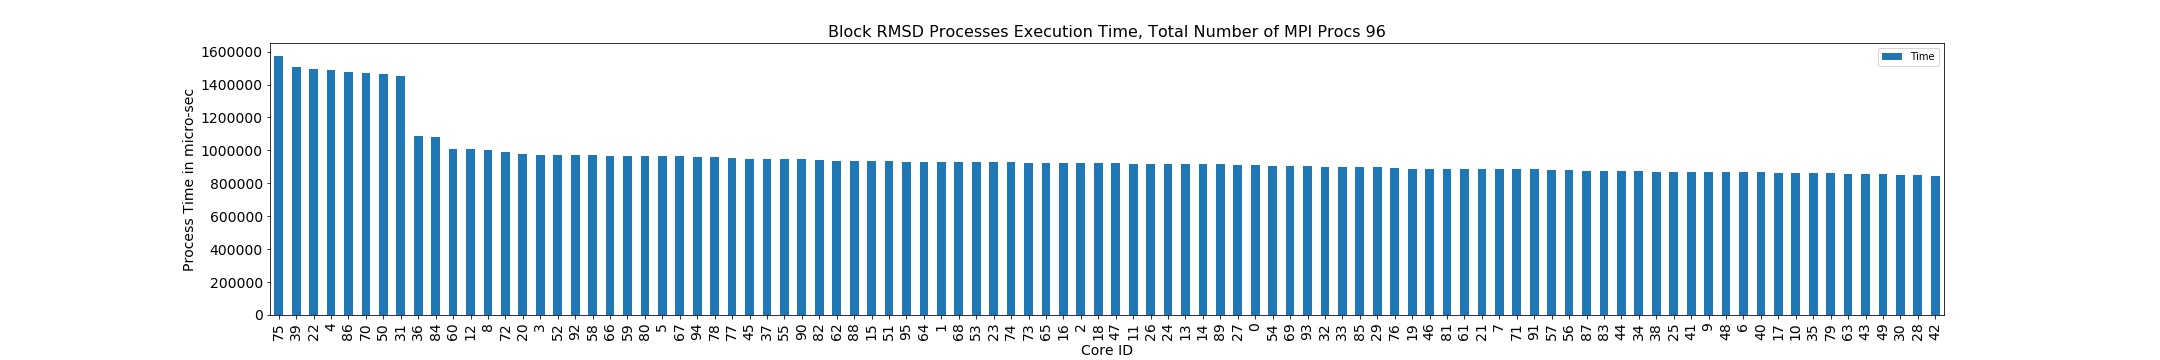 Block RMSD Processes Execution Time, Total Number of MPI Procs 96
Time
Process Time in micro-sec
1600000
1400000
1200000
1000000
800000
600000
400000
200000
0
75 39 22 4 86 70 50 31 36 84 60 12 8 72 20 3 52 92 58 66 59 80 5 67 94 78 77 45 37 55 90 82 62 88 15 51 95 64 1 68 53 23 74 73 65 16 2 18 47 11 26 24 13 14 89 27 0 54 69 93 32 33 85 29 76 19 46 81 61 21 7 71 91 57 56 87 83 44 34 38 25 41 9 48 6 40 17 10 35 79 63 43 49 30 28 42
Core ID